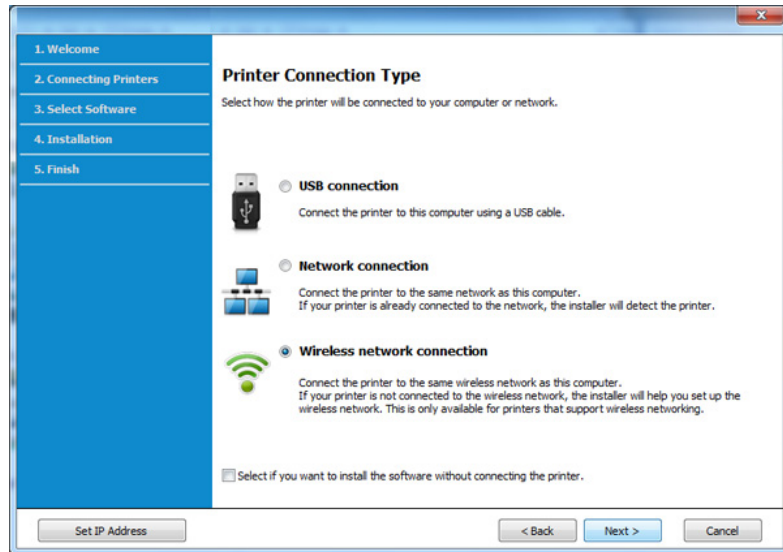 1. Welcome
2. Connecting Printers
3. Select Software
4. Installation
5. Finish
Printer Connection Type
Select how the printer will be connected to your computer or network.
USB connection
Connect the printer to this computer using a USB cable.
Network connection
Connect the printer to the same network as this computer.
If your printer is already connected to the network, the installer will detect the printer.
Wireless network connection
Connect the printer to the same wireless network as this computer.
If your printer is not connected to the wireless network, the installer will help you set up the
wireless network. This is only available for printers that support wireless networking.
Select if you want to install the software without connecting the printer.
Set IP Address
< Back
Next >
Cancel